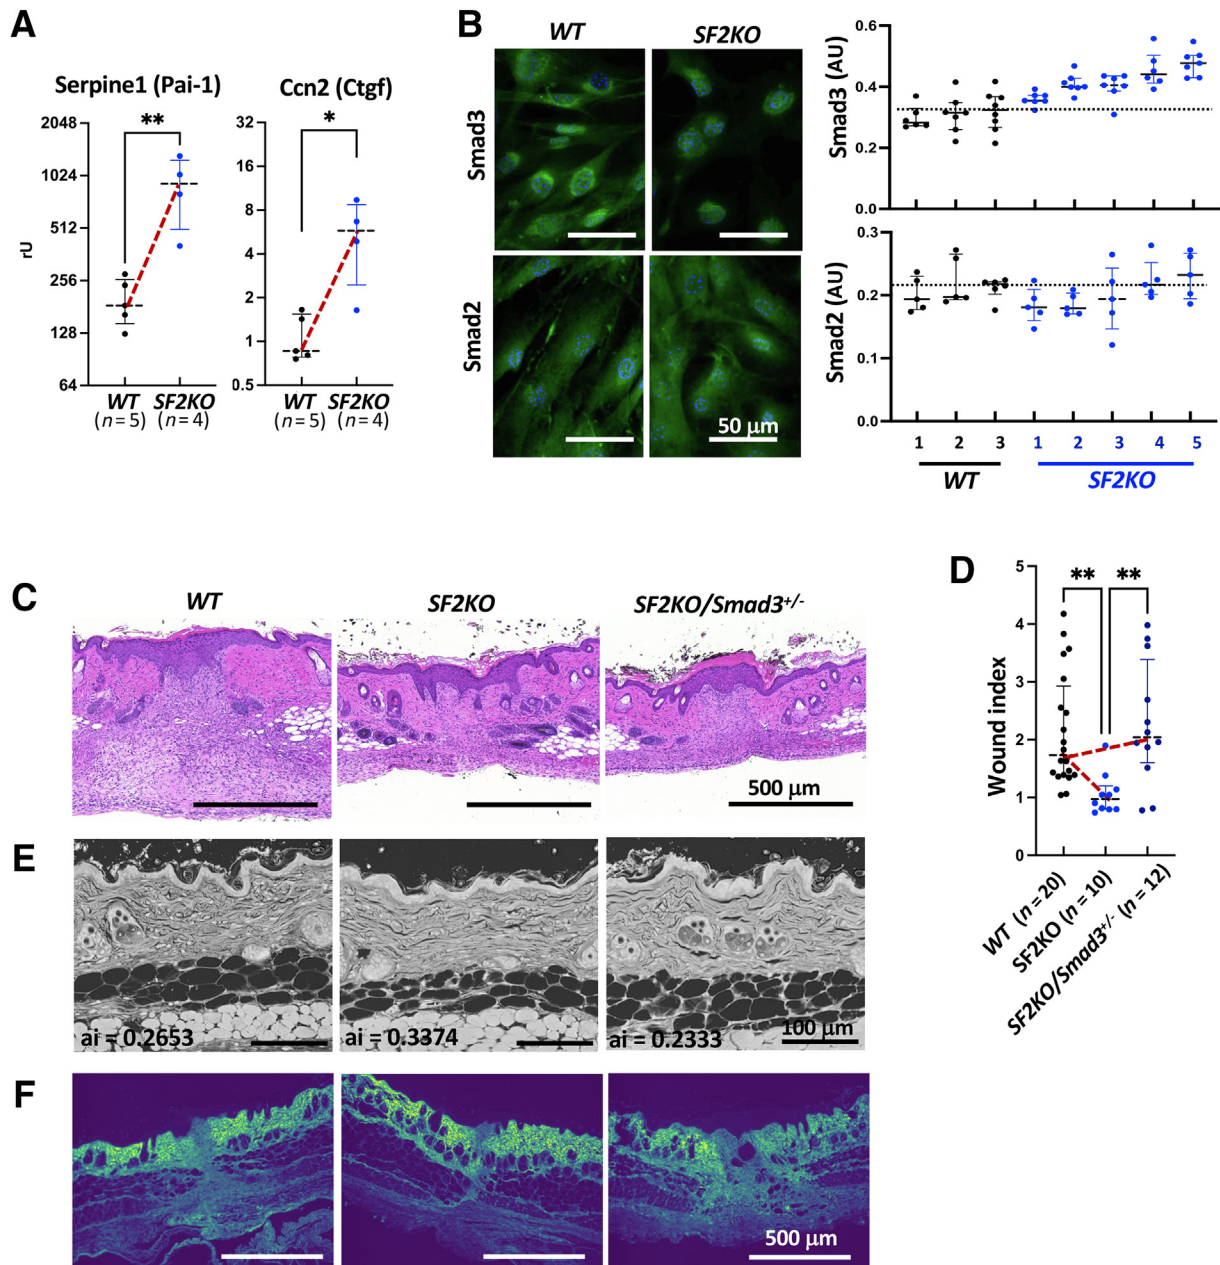 A
Serpine1 (Pai-1)
Ccn2 (Ctgf)
**
*
2048
1024
512
256
128
64
rU
32
16
8
4
2
1
0.5
WT
(n = 5)
SF2KO
(n = 4)
WT
(n = 5)
SF2KO
(n = 4)
B
WT
SF2KO
Smad3
Smad2
50 µm
Smad3 (AU)
0.6
0.4
0.2
0.0
Smad2 (AU)
0.3
0.2
0.1
0.0
1 2 3 1 2 3 4 5
WT
SF2KO
C
WT
SF2KO
SF2KO/Smad3+/-
500 µm
D
** **
Wound index
5
4
3
2
1
0
WT (n = 20)
SF2KO (n = 10)
SF2KO/Smad3+/- (n = 12)
E
ai = 0.2653
ai = 0.3374
ai = 0.2333
100 µm
F
500 µm